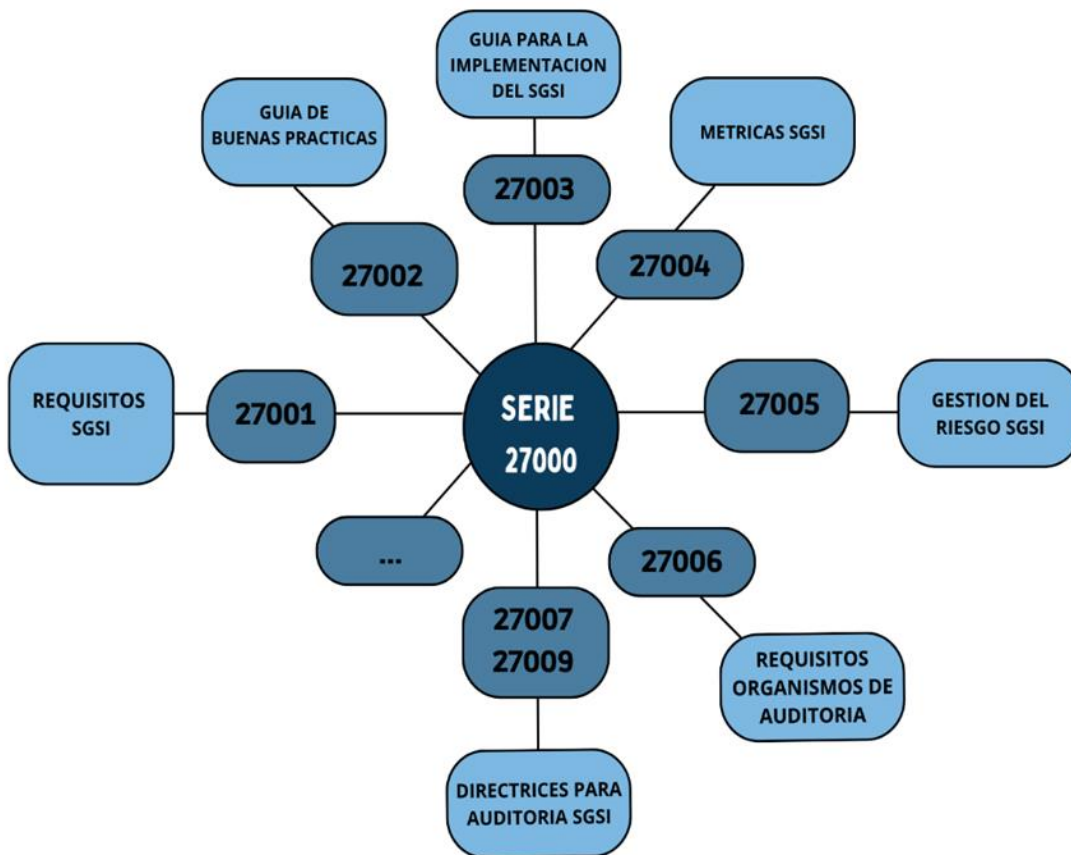 GUIA PARA LA
IMPLEMENTACION
DEL SGSI
GUIA DE
BUENAS PRACTICAS
METRICAS SGSI
27003
27002
27004
REQUISITOS
SGSI
27001
SERIE
27000
27005
GESTION DEL
RIESGO SGSI
...
27006
27007
27009
REQUISITOS
ORGANISMOS DE
AUDITORIA
DIRECTRICES PARA
AUDITORIA SGSI